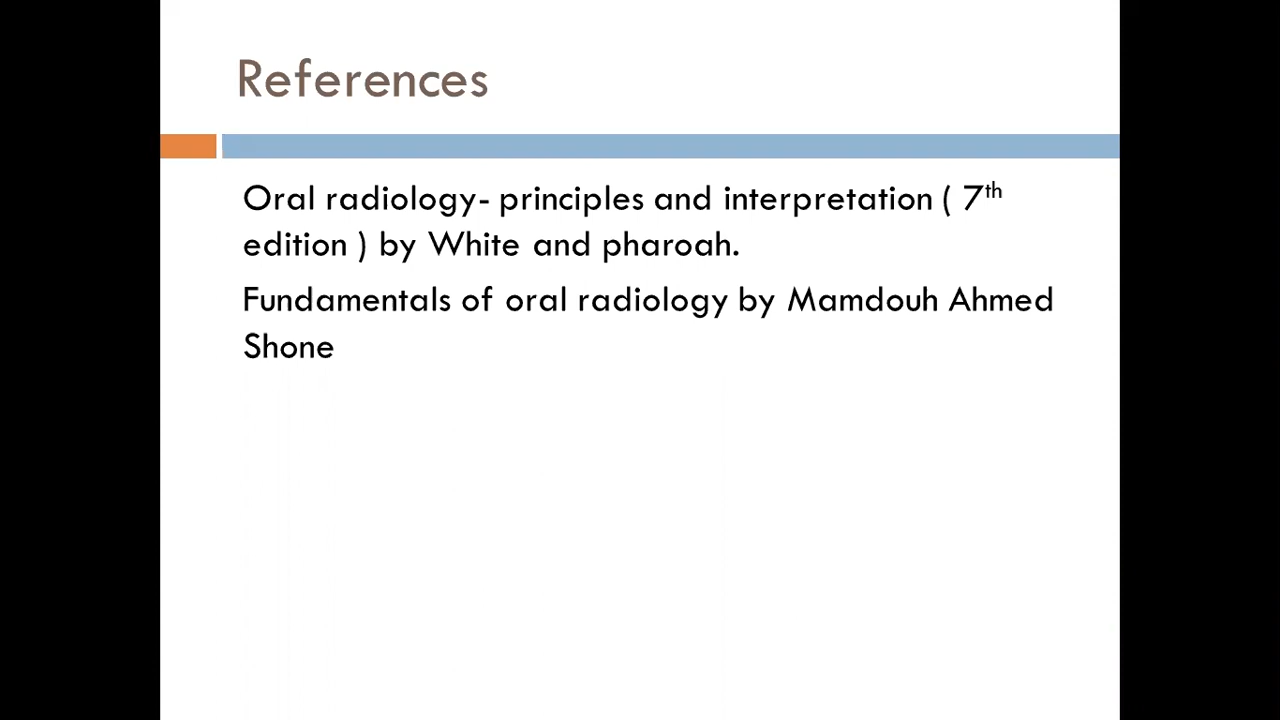 References
Oral radiology- principles and interpretation ( 7th
edition ) by White and pharoah.
Fundamentals of oral radiology by Mamdouh Ahmed
Shone